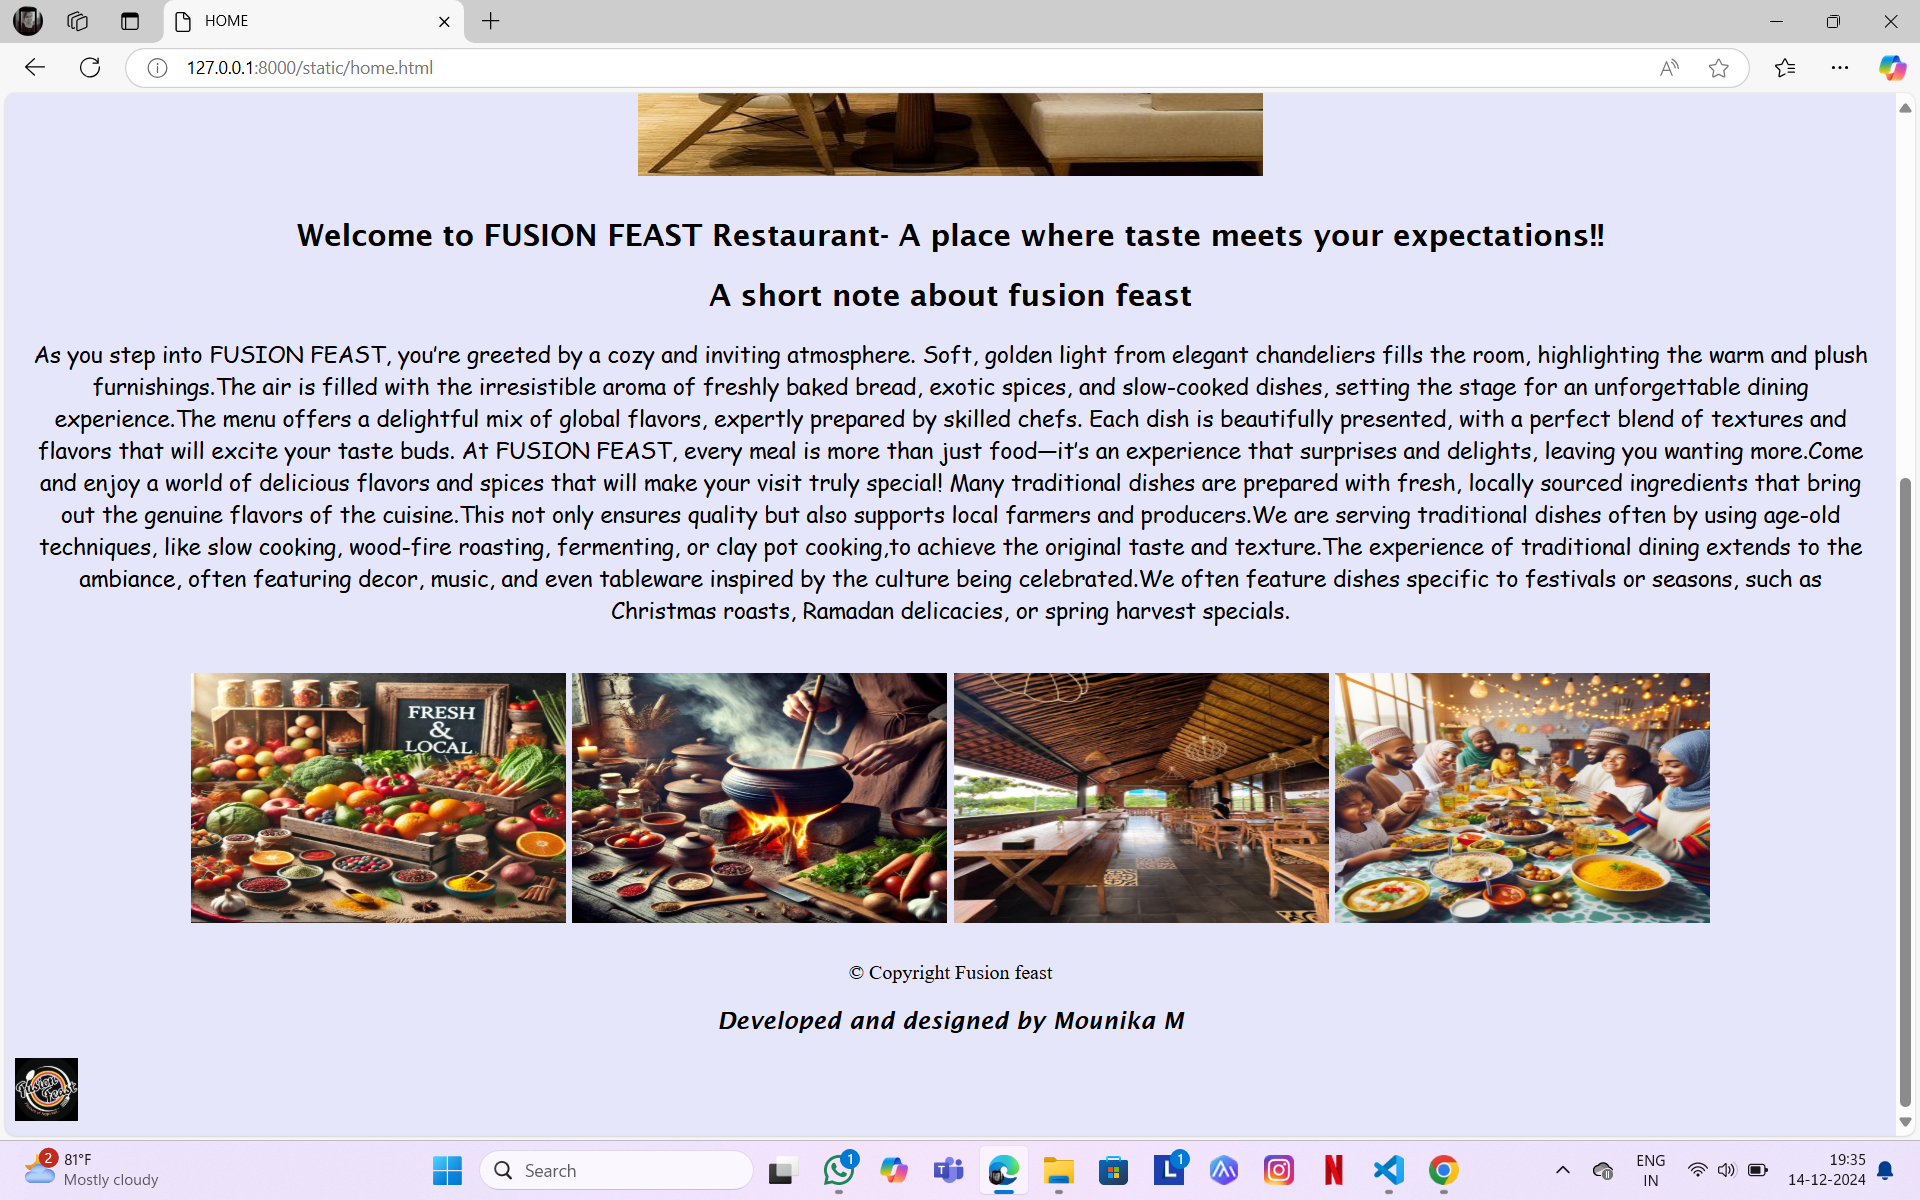 HOME
127.0.0.1:8000/static/home.html
Welcome to FUSION FEAST Restaurant- A place where taste meets your expectations!!
A short note about fusion feast
As you step into FUSION FEAST, you're greeted by a cozy and inviting atmosphere. Soft, golden light from elegant chandeliers fills the room, highlighting the warm and plush
furnishings.The air is filled with the irresistible aroma of freshly baked bread, exotic spices, and slow-cooked dishes, setting the stage for an unforgettable dining
experience.The menu offers a delightful mix of global flavors, expertly prepared by skilled chefs. Each dish is beautifully presented, with a perfect blend of textures and
flavors that will excite your taste buds. At FUSION FEAST, every meal is more than just food—it's an experience that surprises and delights, leaving you wanting more.Come
and enjoy a world of delicious flavors and spices that will make your visit truly special! Many traditional dishes are prepared with fresh, locally sourced ingredients that bring
out the genuine flavors of the cuisine.This not only ensures quality but also supports local farmers and producers.We are serving traditional dishes often by using age-old
techniques, like slow cooking, wood-fire roasting, fermenting, or clay pot cooking,to achieve the original taste and texture.The experience of traditional dining extends to the
ambiance, often featuring decor, music, and even tableware inspired by the culture being celebrated.We often feature dishes specific to festivals or seasons, such as
Christmas roasts, Ramadan delicacies, or spring harvest specials.
FRESH
&
LOCAL
© Copyright Fusion feast
Developed and designed by Mounika M
Fusion
Feast
2
81°F
Mostly cloudy
Search
1
1
ENG
IN
19:35
14-12-2024